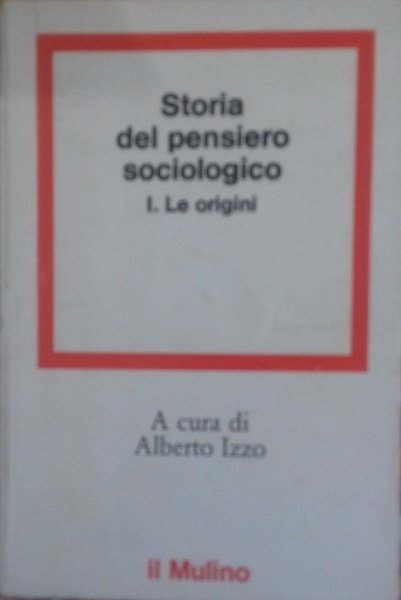 Storia
del pensiero
sociologico
I. Le origini
A cura di
Alberto Izzo
il Mulino